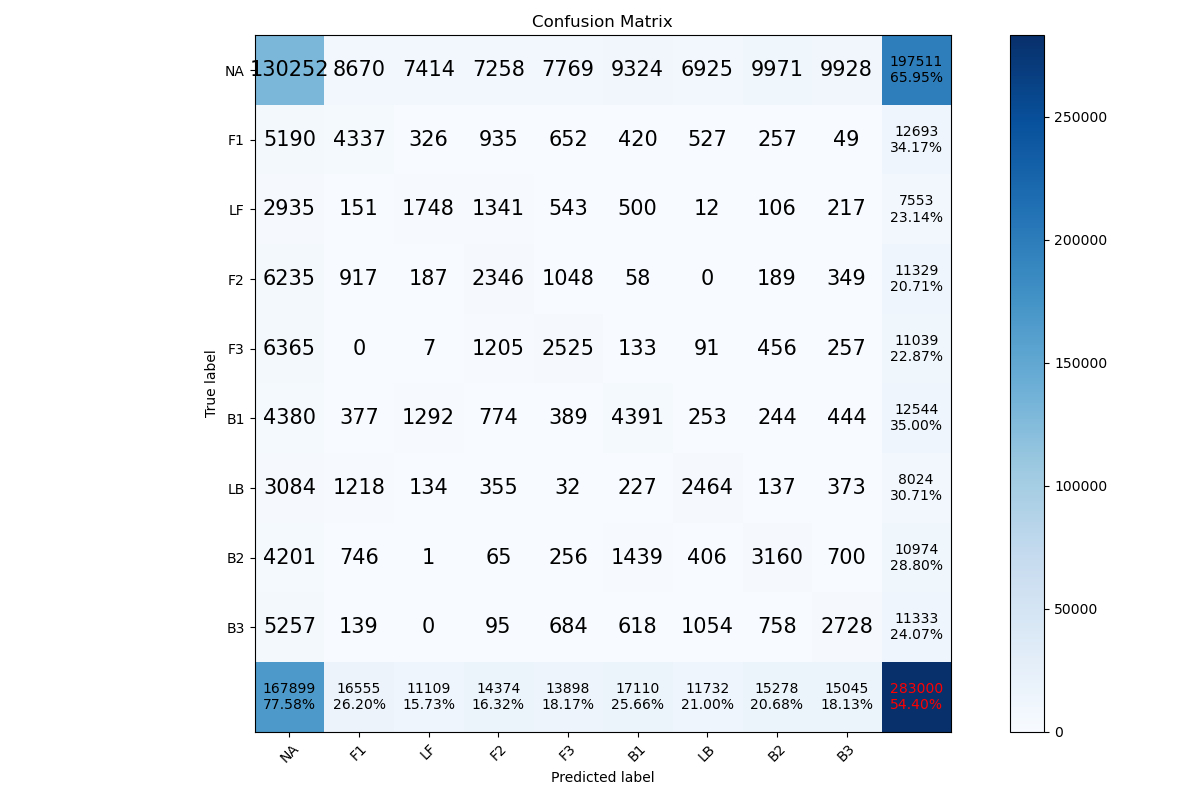 Confusion Matrix
NA 130252 8670 7414 7258 7769 9324 6925 9971 9928 197511 65.95%
F1 5190 4337 326 935 652 420 527 257 49 12693 34.17%
LF 2935 151 1748 1341 543 500 12 106 217 7553 23.14%
F2 6235 917 187 2346 1048 58 0 189 349 11329 20.71%
F3 6365 0 7 1205 2525 133 91 456 257 11039 22.87%
B1 4380 377 1292 774 389 4391 253 244 444 12544 35.00%
LB 3084 1218 134 355 32 227 2464 137 373 8024 30.71%
B2 4201 746 1 65 256 1439 406 3160 700 10974 28.80%
B3 5257 139 0 95 684 618 1054 758 2728 11333 24.07%
167899 16555 11109 14374 13898 17110 11732 15278 15045 283000
77.58% 26.20% 15.73% 16.32% 18.17% 25.66% 21.00% 20.68% 18.13% 54.40%
NA F1 LF F2 F3 B1 LB B2 B3
Predicted label
True label
250000
200000
150000
100000
50000
0